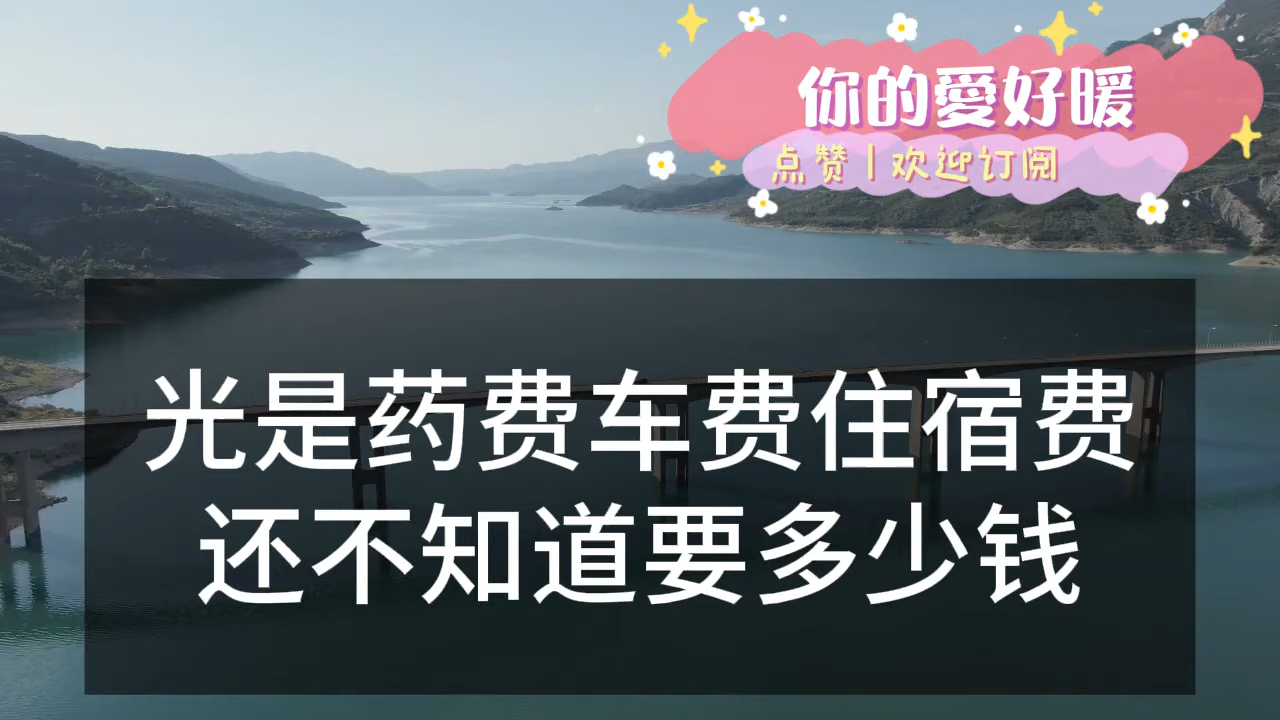 你的愛好暖
点赞 | 欢迎订阅
光是药费车费住宿费
还不知道要多少钱